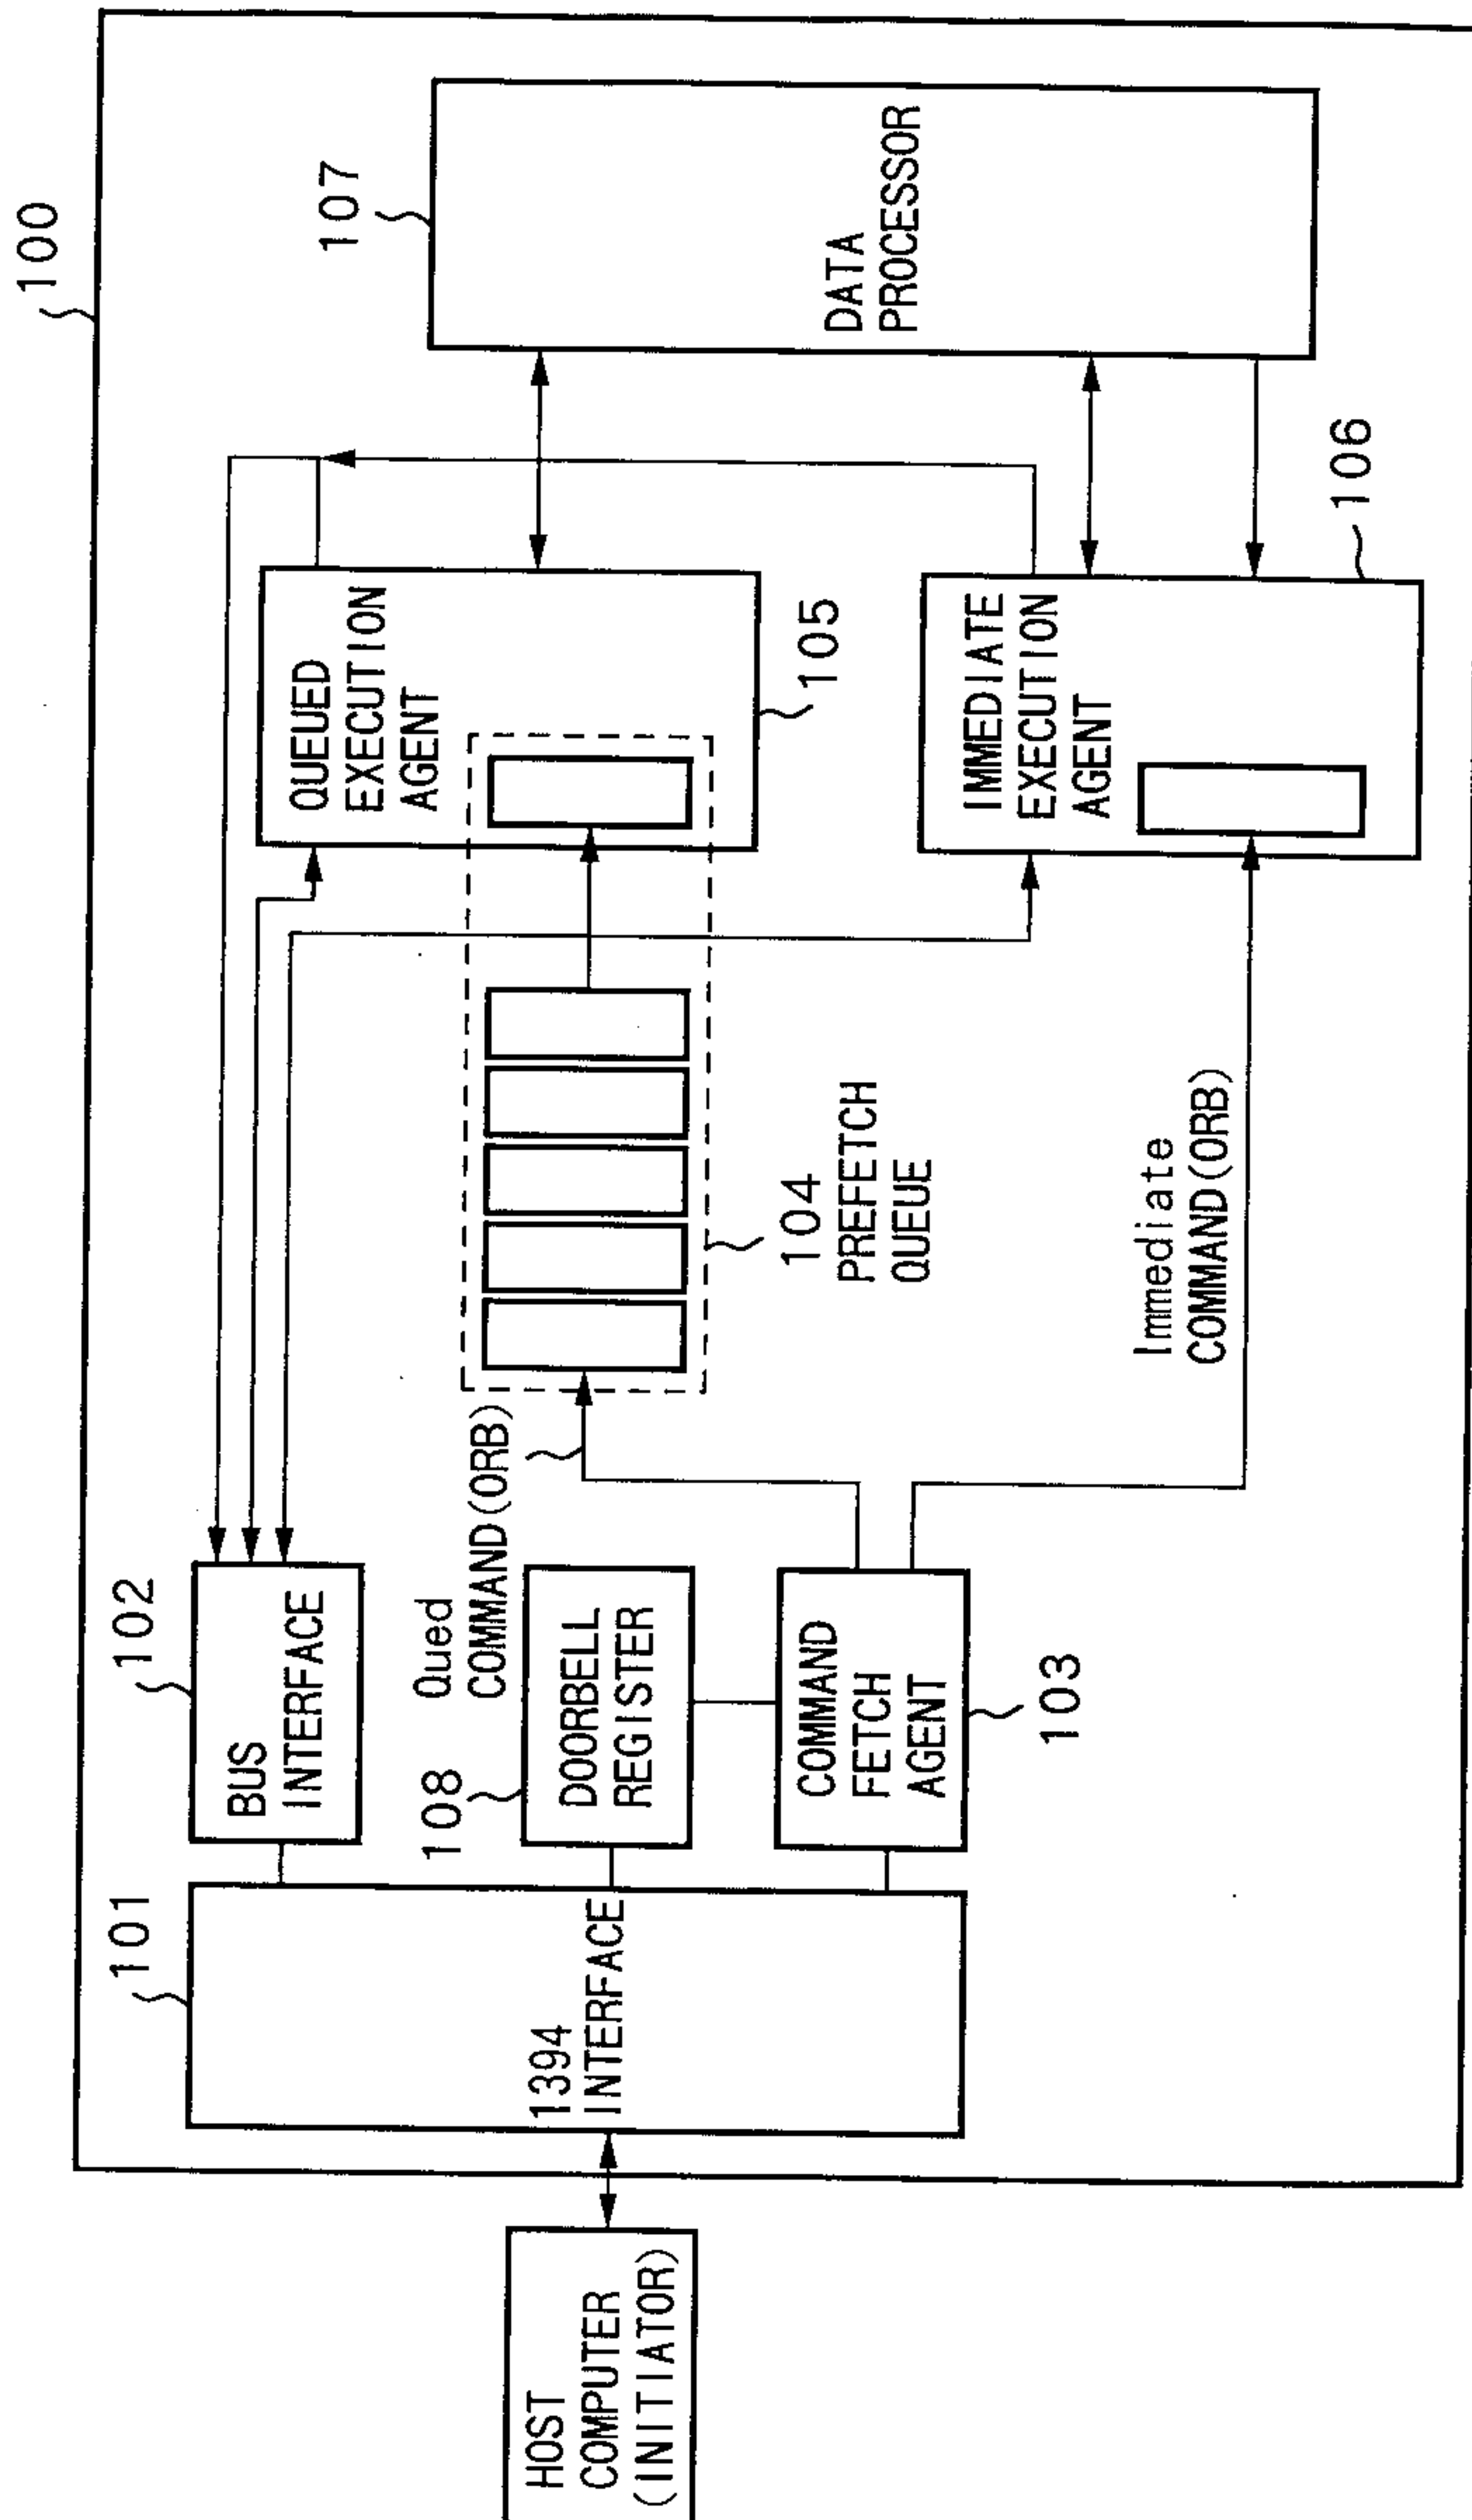 100
107
DATA
PROCESSOR
QUEUED
EXECUTION
AGENT
105
IMMEDIATE
EXECUTION
AGENT
106
104
PREFETCH
QUEUE
Immediate
COMMAND(ORB)
Qued
COMMAND(ORB)
102
BUS
INTERFACE
108
DOORBELL
REGISTER
COMMAND
FETCH
AGENT
103
101
1394
INTERFACE
HOST
COMPUTER
(INITIATOR)